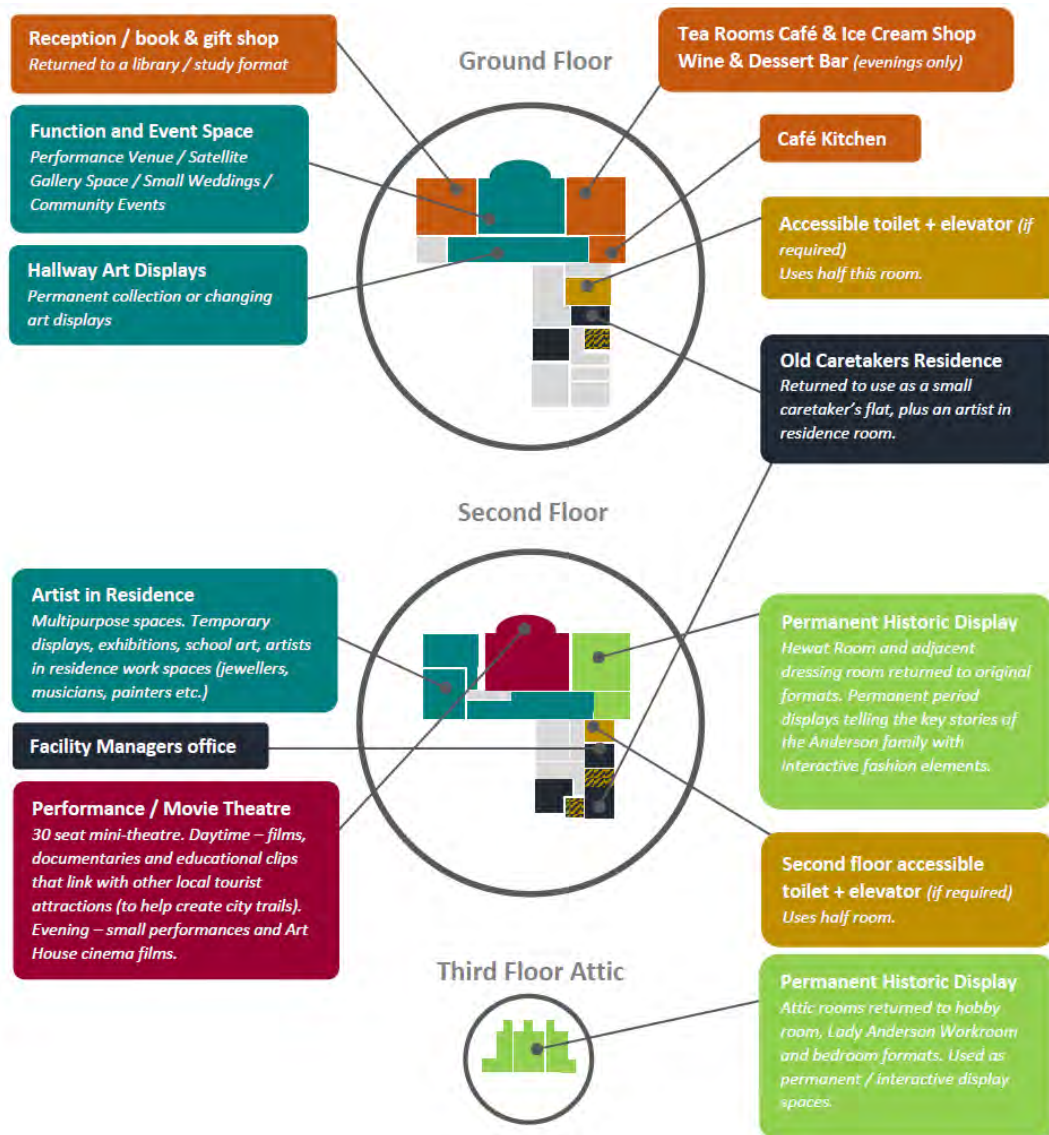 Reception / book & gift shop
Returned to a library / study format
Ground Floor
Tea Rooms Café & Ice Cream Shop
Wine & Dessert Bar (evenings only)
Function and Event Space
Performance Venue / Satellite
Gallery Space / Small Weddings /
Community Events
Café Kitchen
Accessible toilet + elevator (if
required)
Uses half this room.
Hallway Art Displays
Permanent collection or changing
art displays
Old Caretakers Residence
Returned to use as a small
caretaker's flat, plus an artist in
residence room.
Second Floor
Artist in Residence
Multipurpose spaces. Temporary
displays, exhibitions, school art, artists
in residence work spaces (jewellers,
musicians, painters etc.)
Permanent Historic Display
Hewat Room and adjacent
dressing room returned to original
formats. Permanent period
displays telling the key stories of
the Anderson family with
interactive fashion elements.
Facility Managers office
Performance / Movie Theatre
30 seat mini-theatre. Daytime – films,
documentaries and educational clips
that link with other local tourist
attractions (to help create city trails).
Evening – small performances and Art
House cinema films.
Second floor accessible
toilet + elevator (if required)
Uses half room.
Third Floor Attic
Permanent Historic Display
Attic rooms returned to hobby
room, Lady Anderson Workroom
and bedroom formats. Used as
permanent / interactive display
spaces.